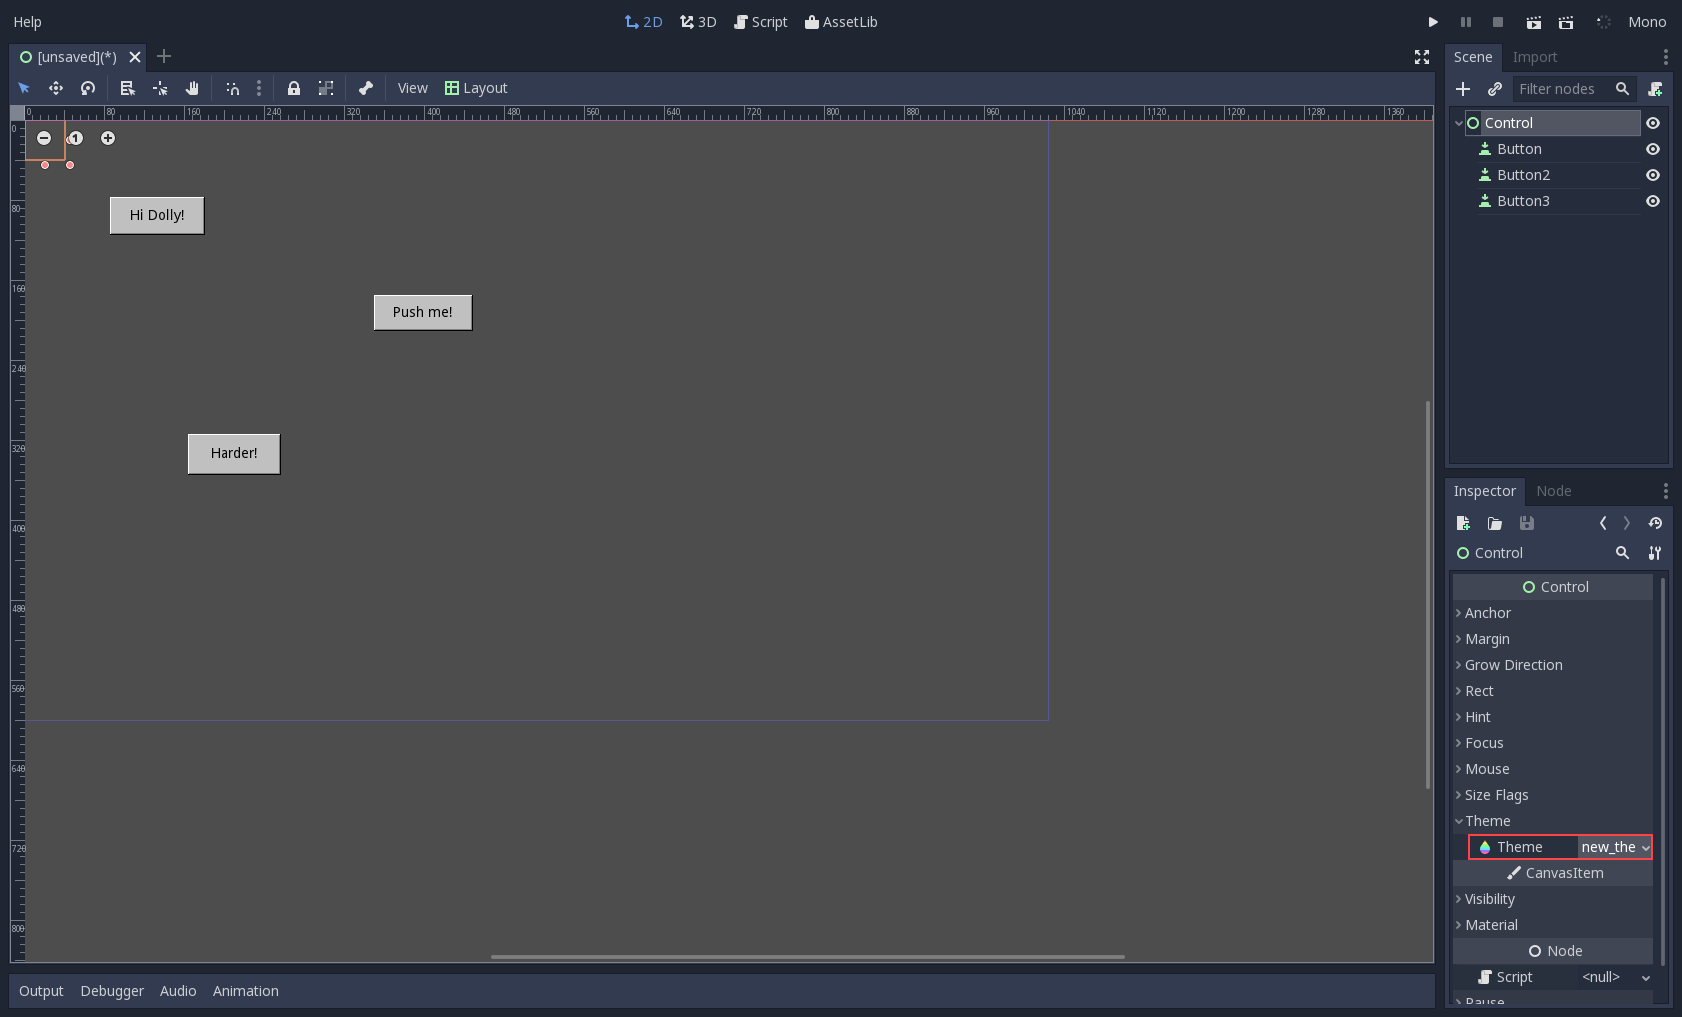 Help
2D 3D Script AssetLib
Mono
[unsaved](*)
View Layout
0 80 160 240 320 400 480 560 640 720 800 880 960 1040 1120 1200 1280 1360
0
80
160
240
320
400
480
560
640
720
800
1
Hi Dolly!
Push me!
Harder!
Output Debugger Audio Animation
Scene Import
Filter nodes
Control
Button
Button2
Button3
Inspector Node
Control
Control
Anchor
Margin
Grow Direction
Rect
Hint
Focus
Mouse
Size Flags
Theme
Theme new_the
CanvasItem
Visibility
Material
Node
Script <null>
Pause